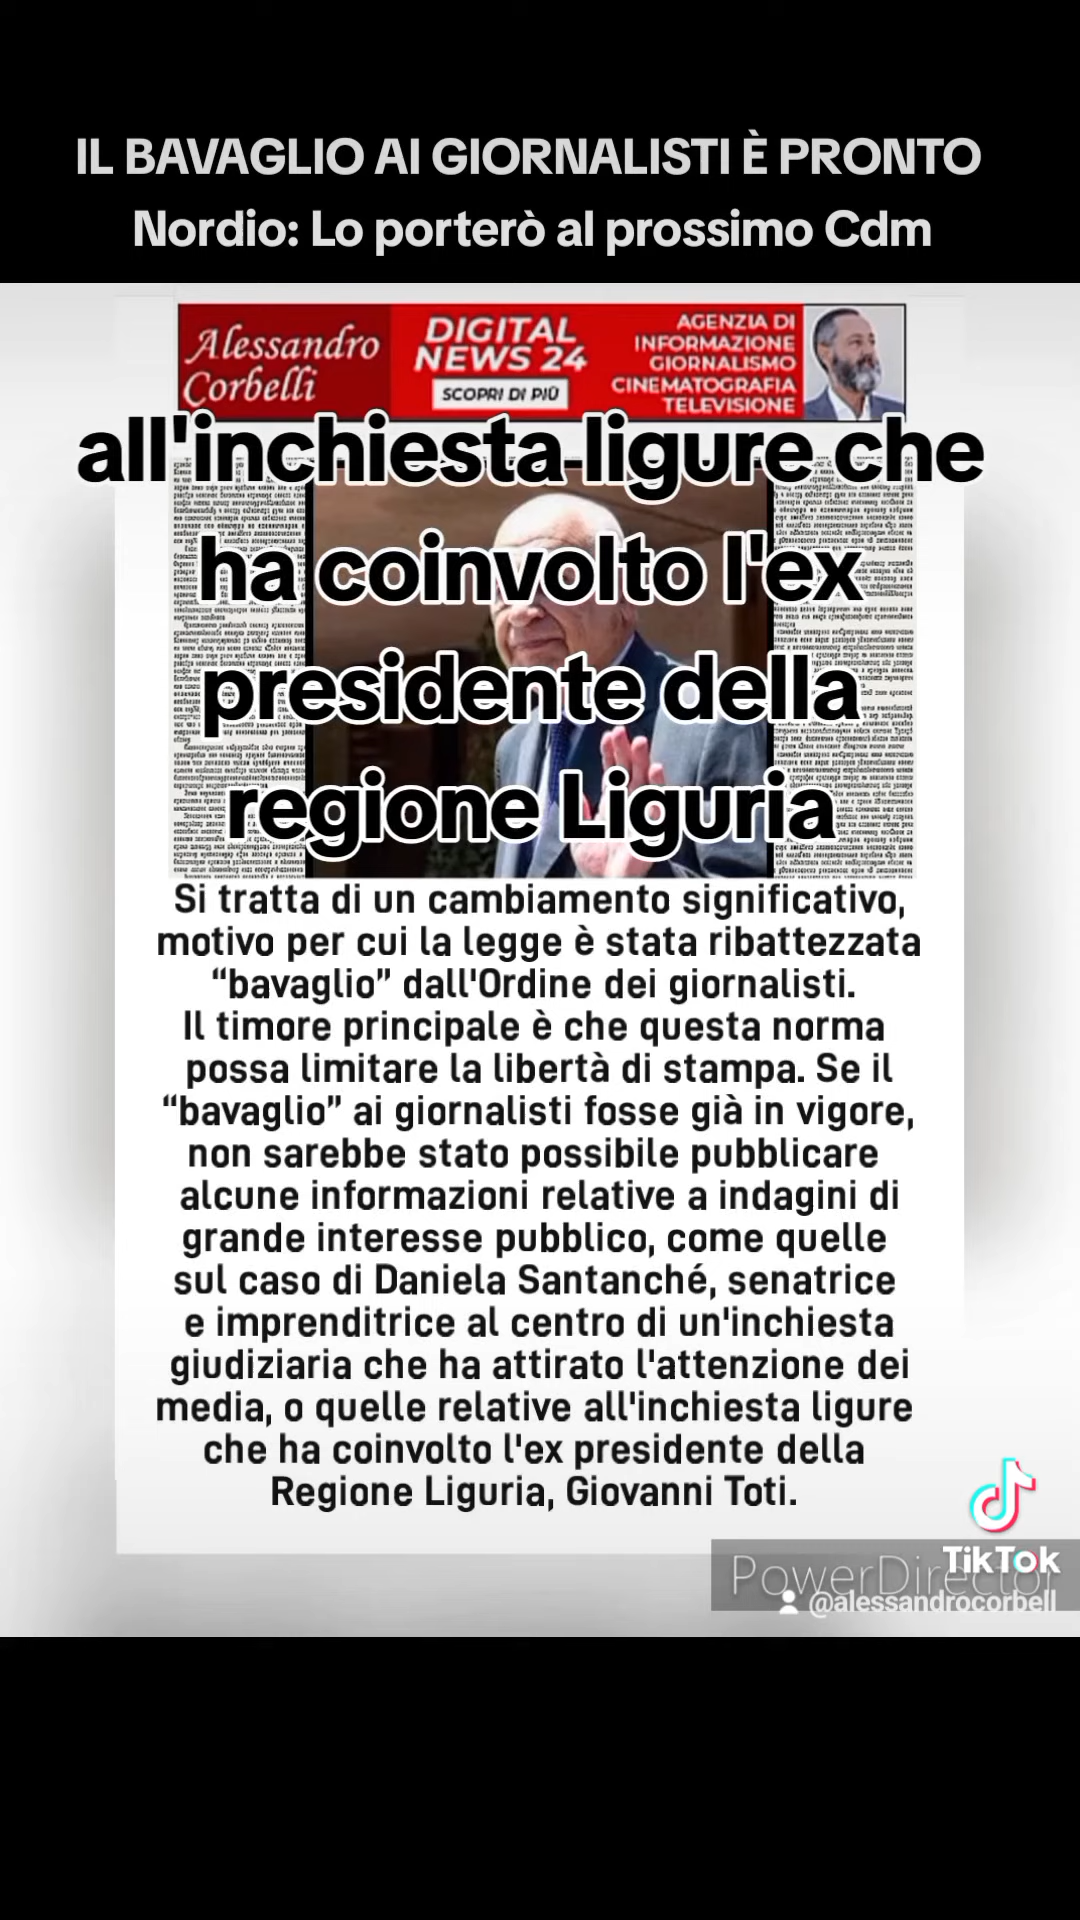 IL BAVAGLIO AI GIORNALISTI È PRONTO
Nordio: Lo porterò al prossimo Cdm
Alessandro
Corbelli
DIGITAL
NEWS 24
SCOPRI DI PIÙ
AGENZIA DI
INFORMAZIONE
GIORNALISMO
CINEMATOGRAFIA
TELEVISIONE
all'inchiesta ligure che
ha coinvolto l'ex
presidente della
regione Liguria
Si tratta di un cambiamento significativo,
motivo per cui la legge è stata ribattezzata
“bavaglio” dall'Ordine dei giornalisti.
Il timore principale è che questa norma
possa limitare la libertà di stampa. Se il
“bavaglio” ai giornalisti fosse già in vigore,
non sarebbe stato possibile pubblicare
alcune informazioni relative a indagini di
grande interesse pubblico, come quelle
sul caso di Daniela Santanché, senatrice
e imprenditrice al centro di un'inchiesta
giudiziaria che ha attirato l'attenzione dei
media, o quelle relative all'inchiesta ligure
che ha coinvolto l'ex presidente della
Regione Liguria, Giovanni Toti.
TikTok
PowerDirector
@alessandrocorbell